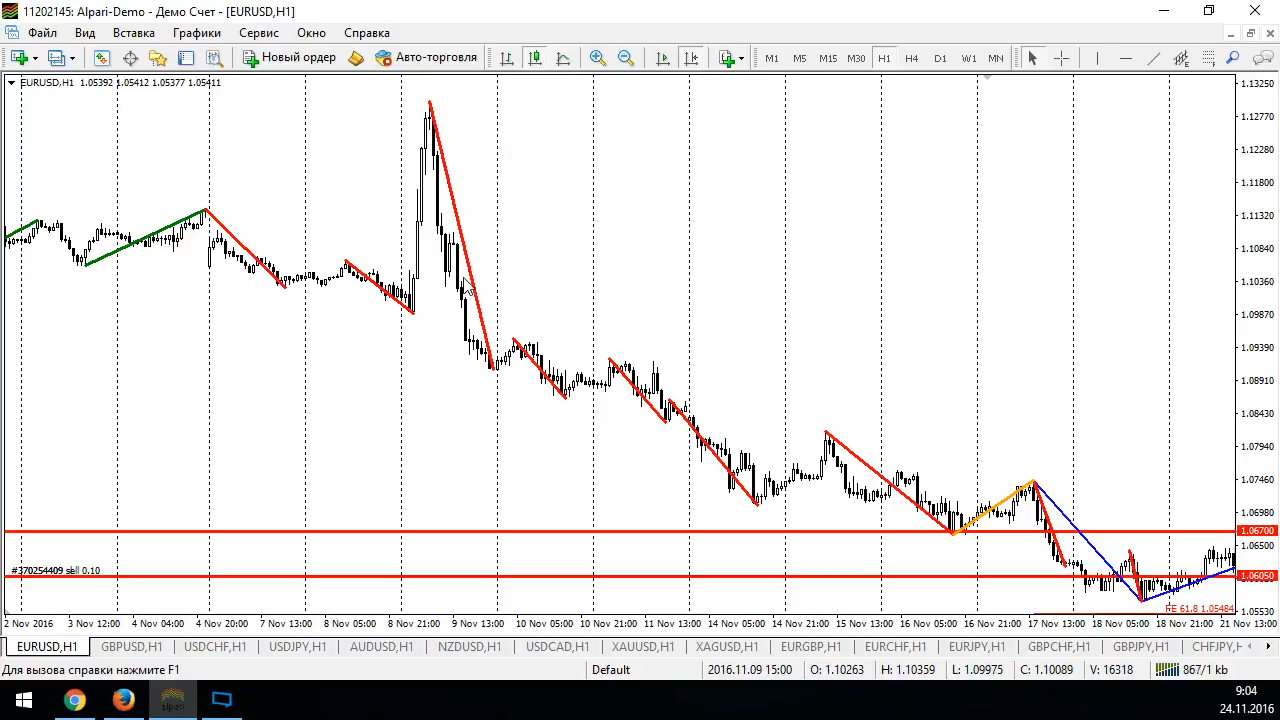 11202145: Alpari-Demo - Демо Счет - [EURUSD,H1]
Файл Вид Вставка Графики Сервис Окно Справка
Новый ордер Авто-торговля M1 M5 M15 M30 H1 H4 D1 W1 MN
EURUSD,H1 1.05392 1.05412 1.05377 1.05411
1.13250
1.12770
1.12280
1.11800
1.11320
1.10840
1.10360
1.09870
1.09390
1.08910
1.08430
1.07940
1.07460
1.06980
1.06700
1.06500
#370254409 sell 0.10
1.06050
FE 61.8 1.05484
1.05530
2 Nov 2016 3 Nov 12:00 4 Nov 04:00 4 Nov 20:00 7 Nov 13:00 8 Nov 05:00 8 Nov 21:00 9 Nov 13:00 10 Nov 05:00 10 Nov 21:00 11 Nov 13:00 14 Nov 05:00 14 Nov 21:00 15 Nov 13:00 16 Nov 05:00 16 Nov 21:00 17 Nov 13:00 18 Nov 05:00 18 Nov 21:00 21 Nov 13:00
EURUSD,H1 GBPUSD,H1 USDCHF,H1 USDJPY,H1 AUDUSD,H1 NZDUSD,H1 USDCAD,H1 XAUUSD,H1 XAGUSD,H1 EURGBP,H1 EURCHF,H1 EURJPY,H1 GBPCHF,H1 GBPJPY,H1 CHFJPY,H
Для вызова справки нажмите F1 Default 2016.11.09 15:00 O: 1.10263 H: 1.10359 L: 1.09975 C: 1.10089 V: 16318 867/1 kb
alpari
9:04
24.11.2016